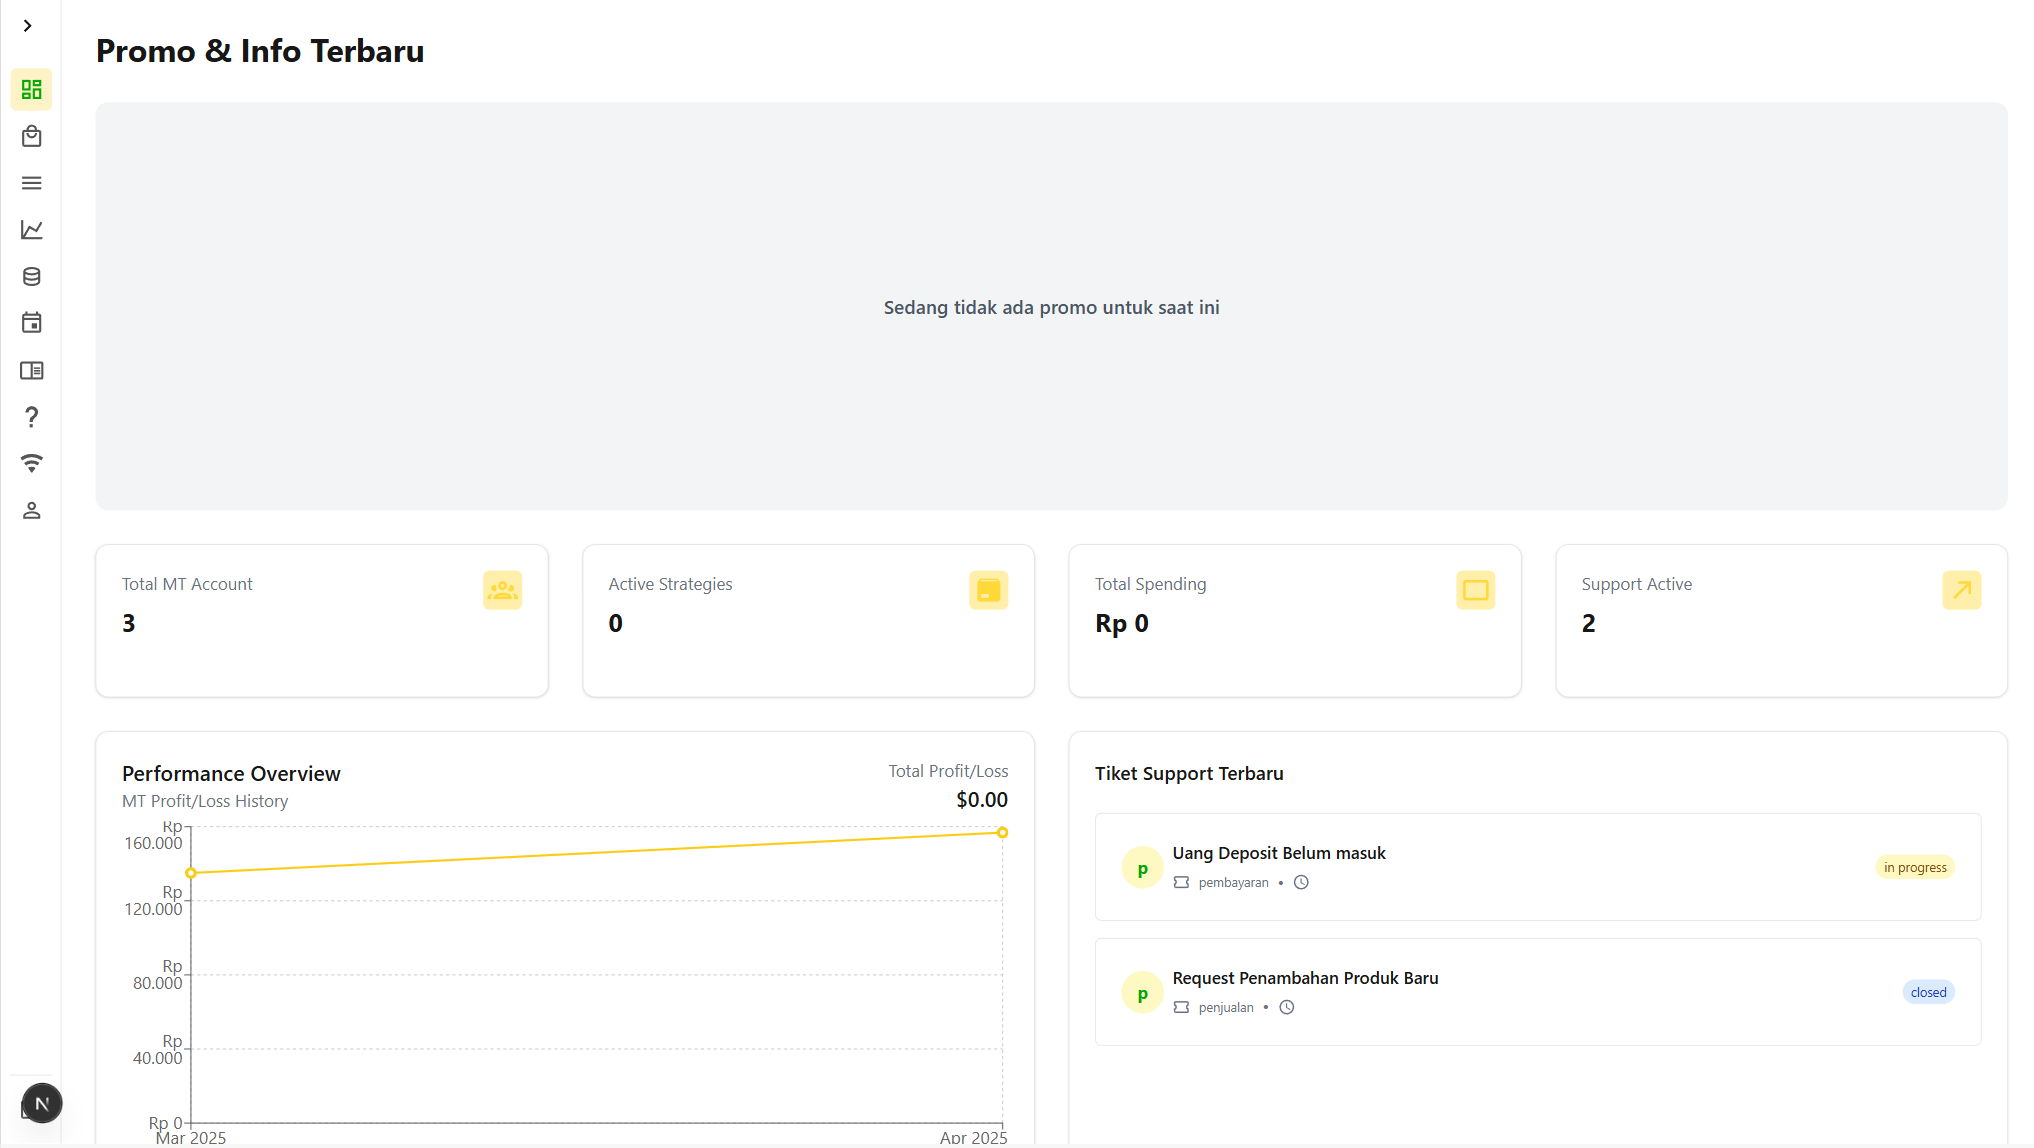 Promo & Info Terbaru
Sedang tidak ada promo untuk saat ini
Total MT Account
3
Active Strategies
0
Total Spending
Rp 0
Support Active
2
Performance Overview
MT Profit/Loss History
Total Profit/Loss
$0.00
Rp
160.000
Rp
120.000
Rp
80.000
Rp
40.000
Rp 0
Mar 2025
Apr 2025
Tiket Support Terbaru
p
Uang Deposit Belum masuk
pembayaran •
in progress
p
Request Penambahan Produk Baru
penjualan •
closed
N